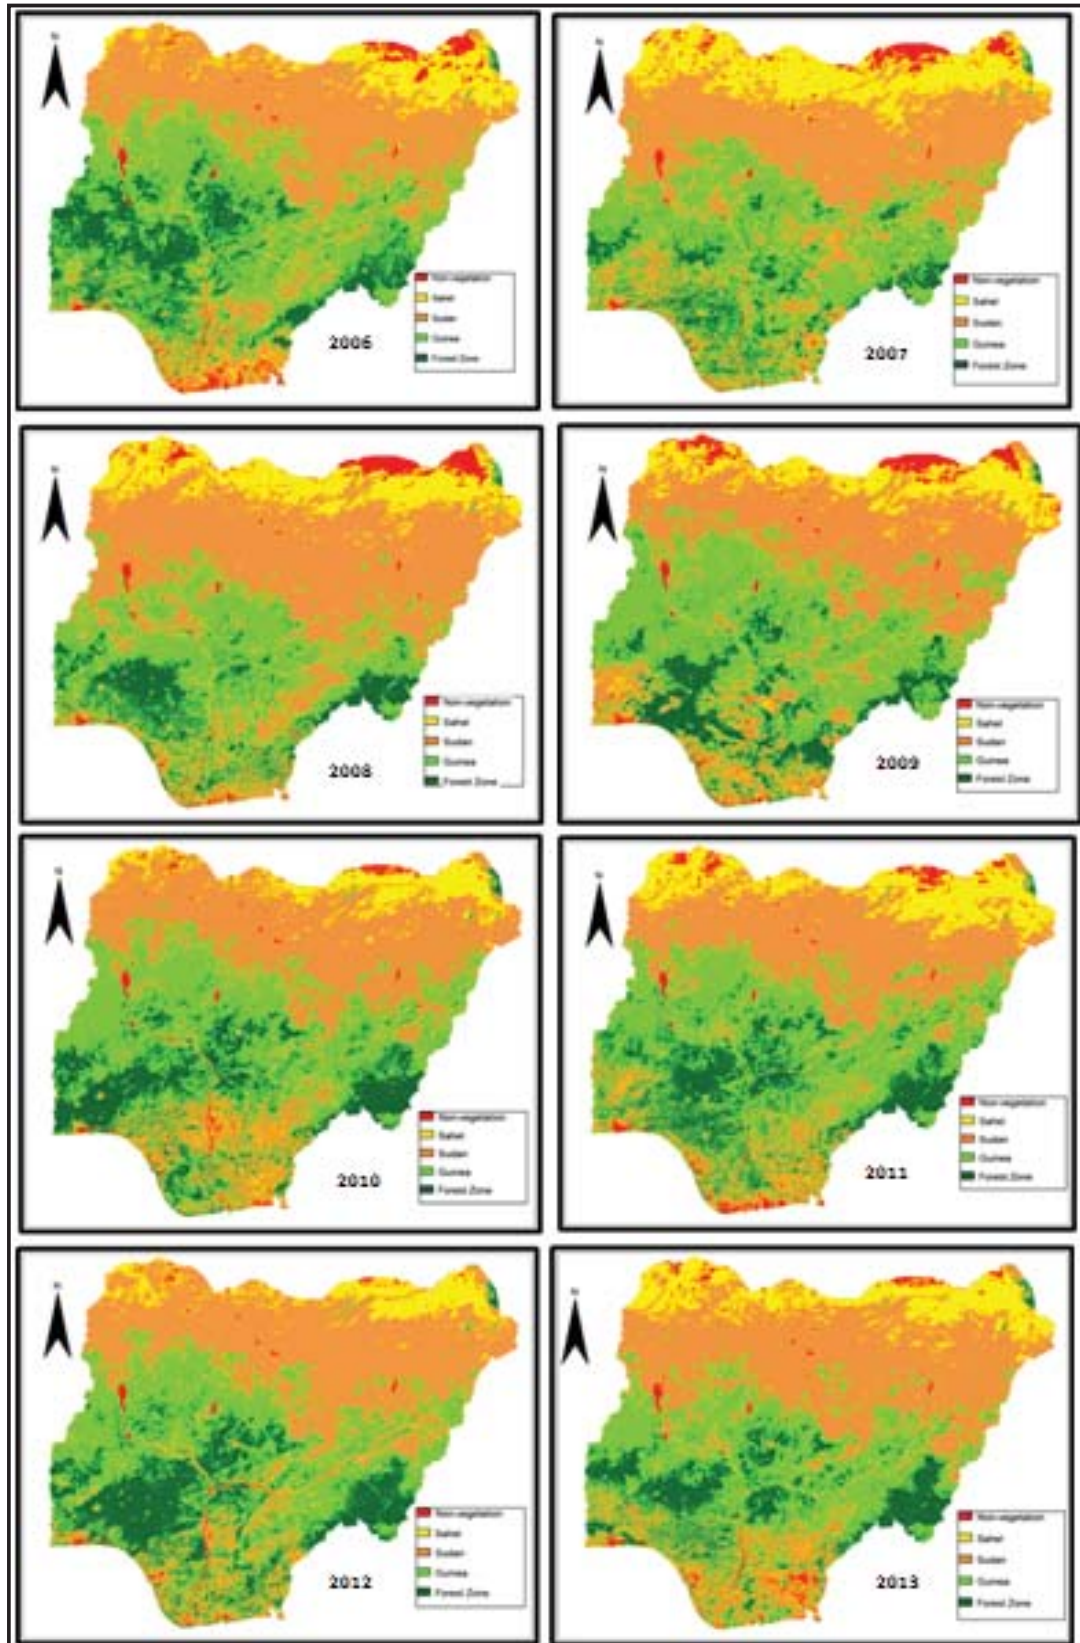 N
Non-vegetation
Sahel
Sudan
Guinea
Forest Zone
2006
N
Non-vegetation
Sahel
Sudan
Guinea
Forest Zone
2007
N
Non-vegetation
Sahel
Sudan
Guinea
Forest Zone
2008
N
Non-vegetation
Sahel
Sudan
Guinea
Forest Zone
2009
N
Non-vegetation
Sahel
Sudan
Guinea
Forest Zone
2010
N
Non-vegetation
Sahel
Sudan
Guinea
Forest Zone
2011
N
Non-vegetation
Sahel
Sudan
Guinea
Forest Zone
2012
N
Non-vegetation
Sahel
Sudan
Guinea
Forest Zone
2013